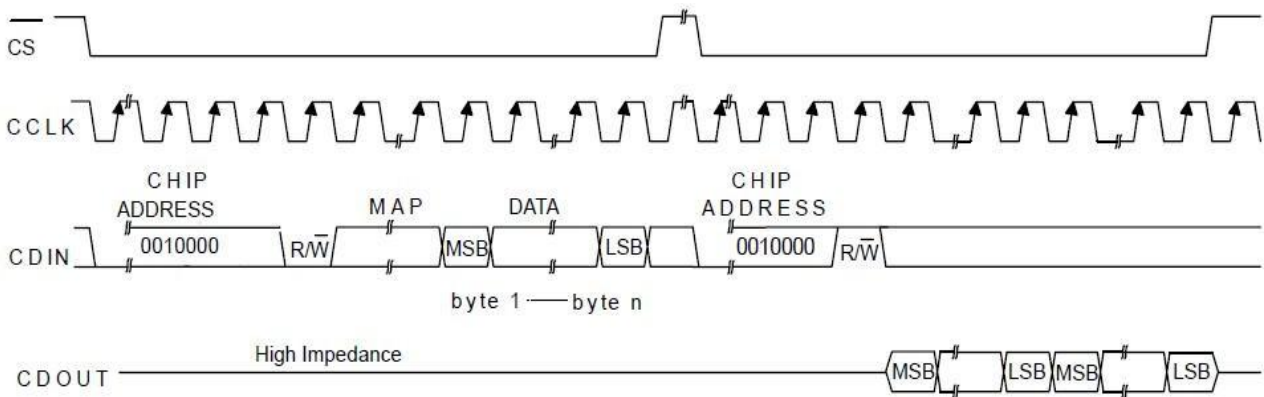 CS
CCLK
CHIP
ADDRESS
MAP
DATA
CHIP
ADDRESS
CDIN
0010000
R/W
MSB
LSB
0010000
R/W
byte 1 — byte n
High Impedance
CDOUT
MSB
LSB
MSB
LSB